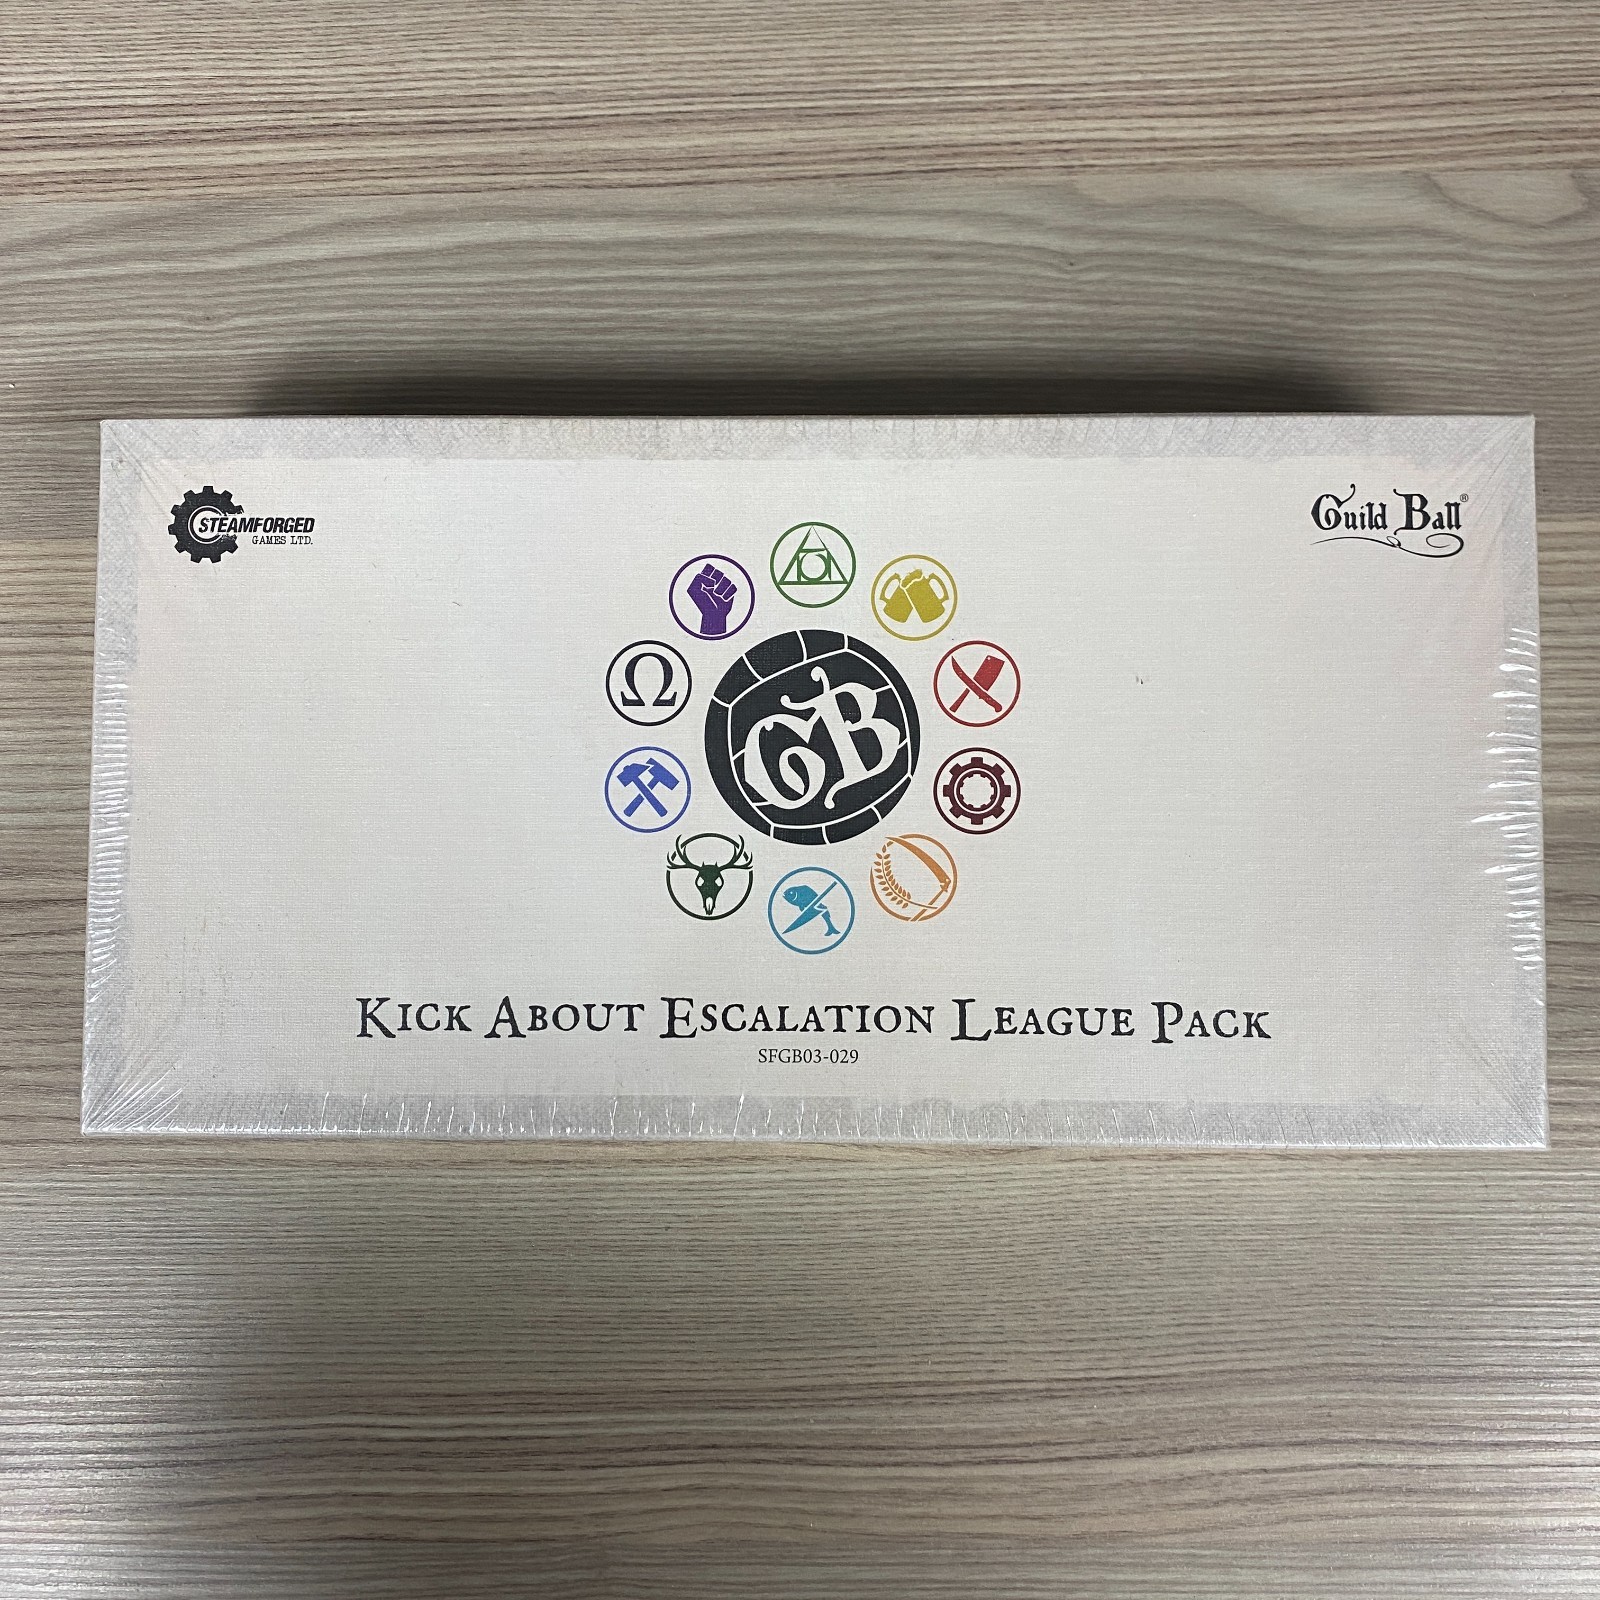 STEAMFORGED
GAMES LTD.
Guild Ball®
Ω
GB
Kick About Escalation League Pack
SFGB03-029